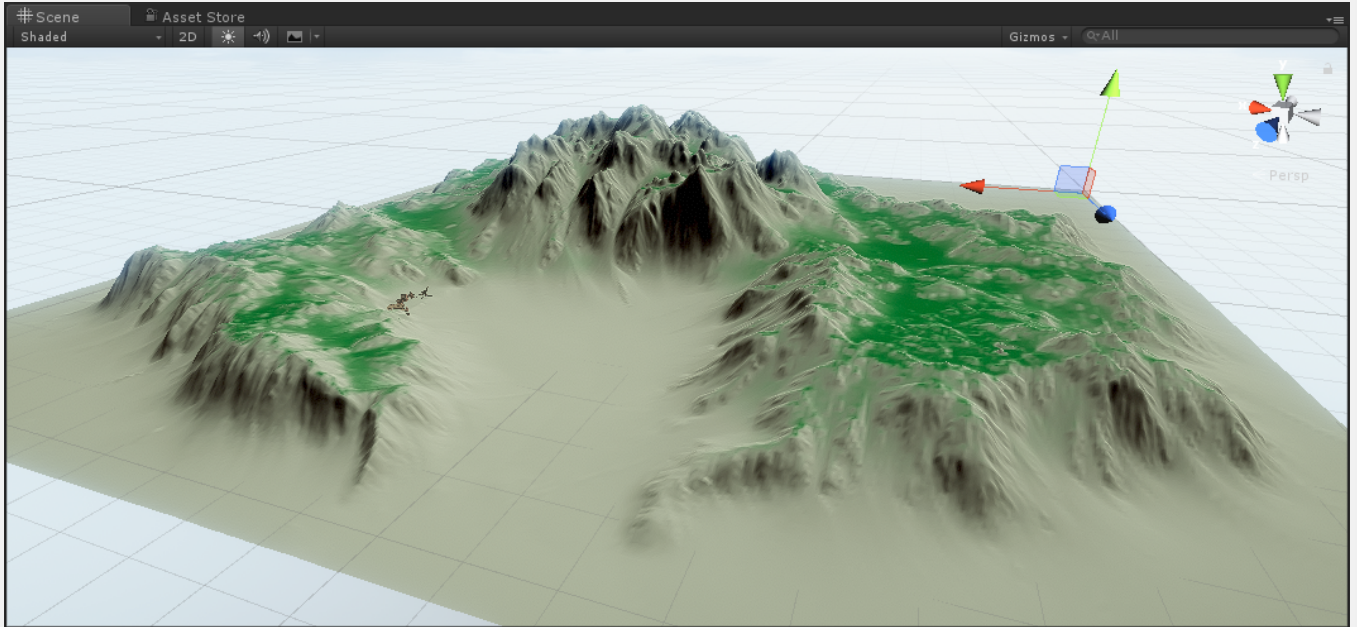 Scene
Asset Store
Shaded
2D
Gizmos
All
y
x
z
Persp